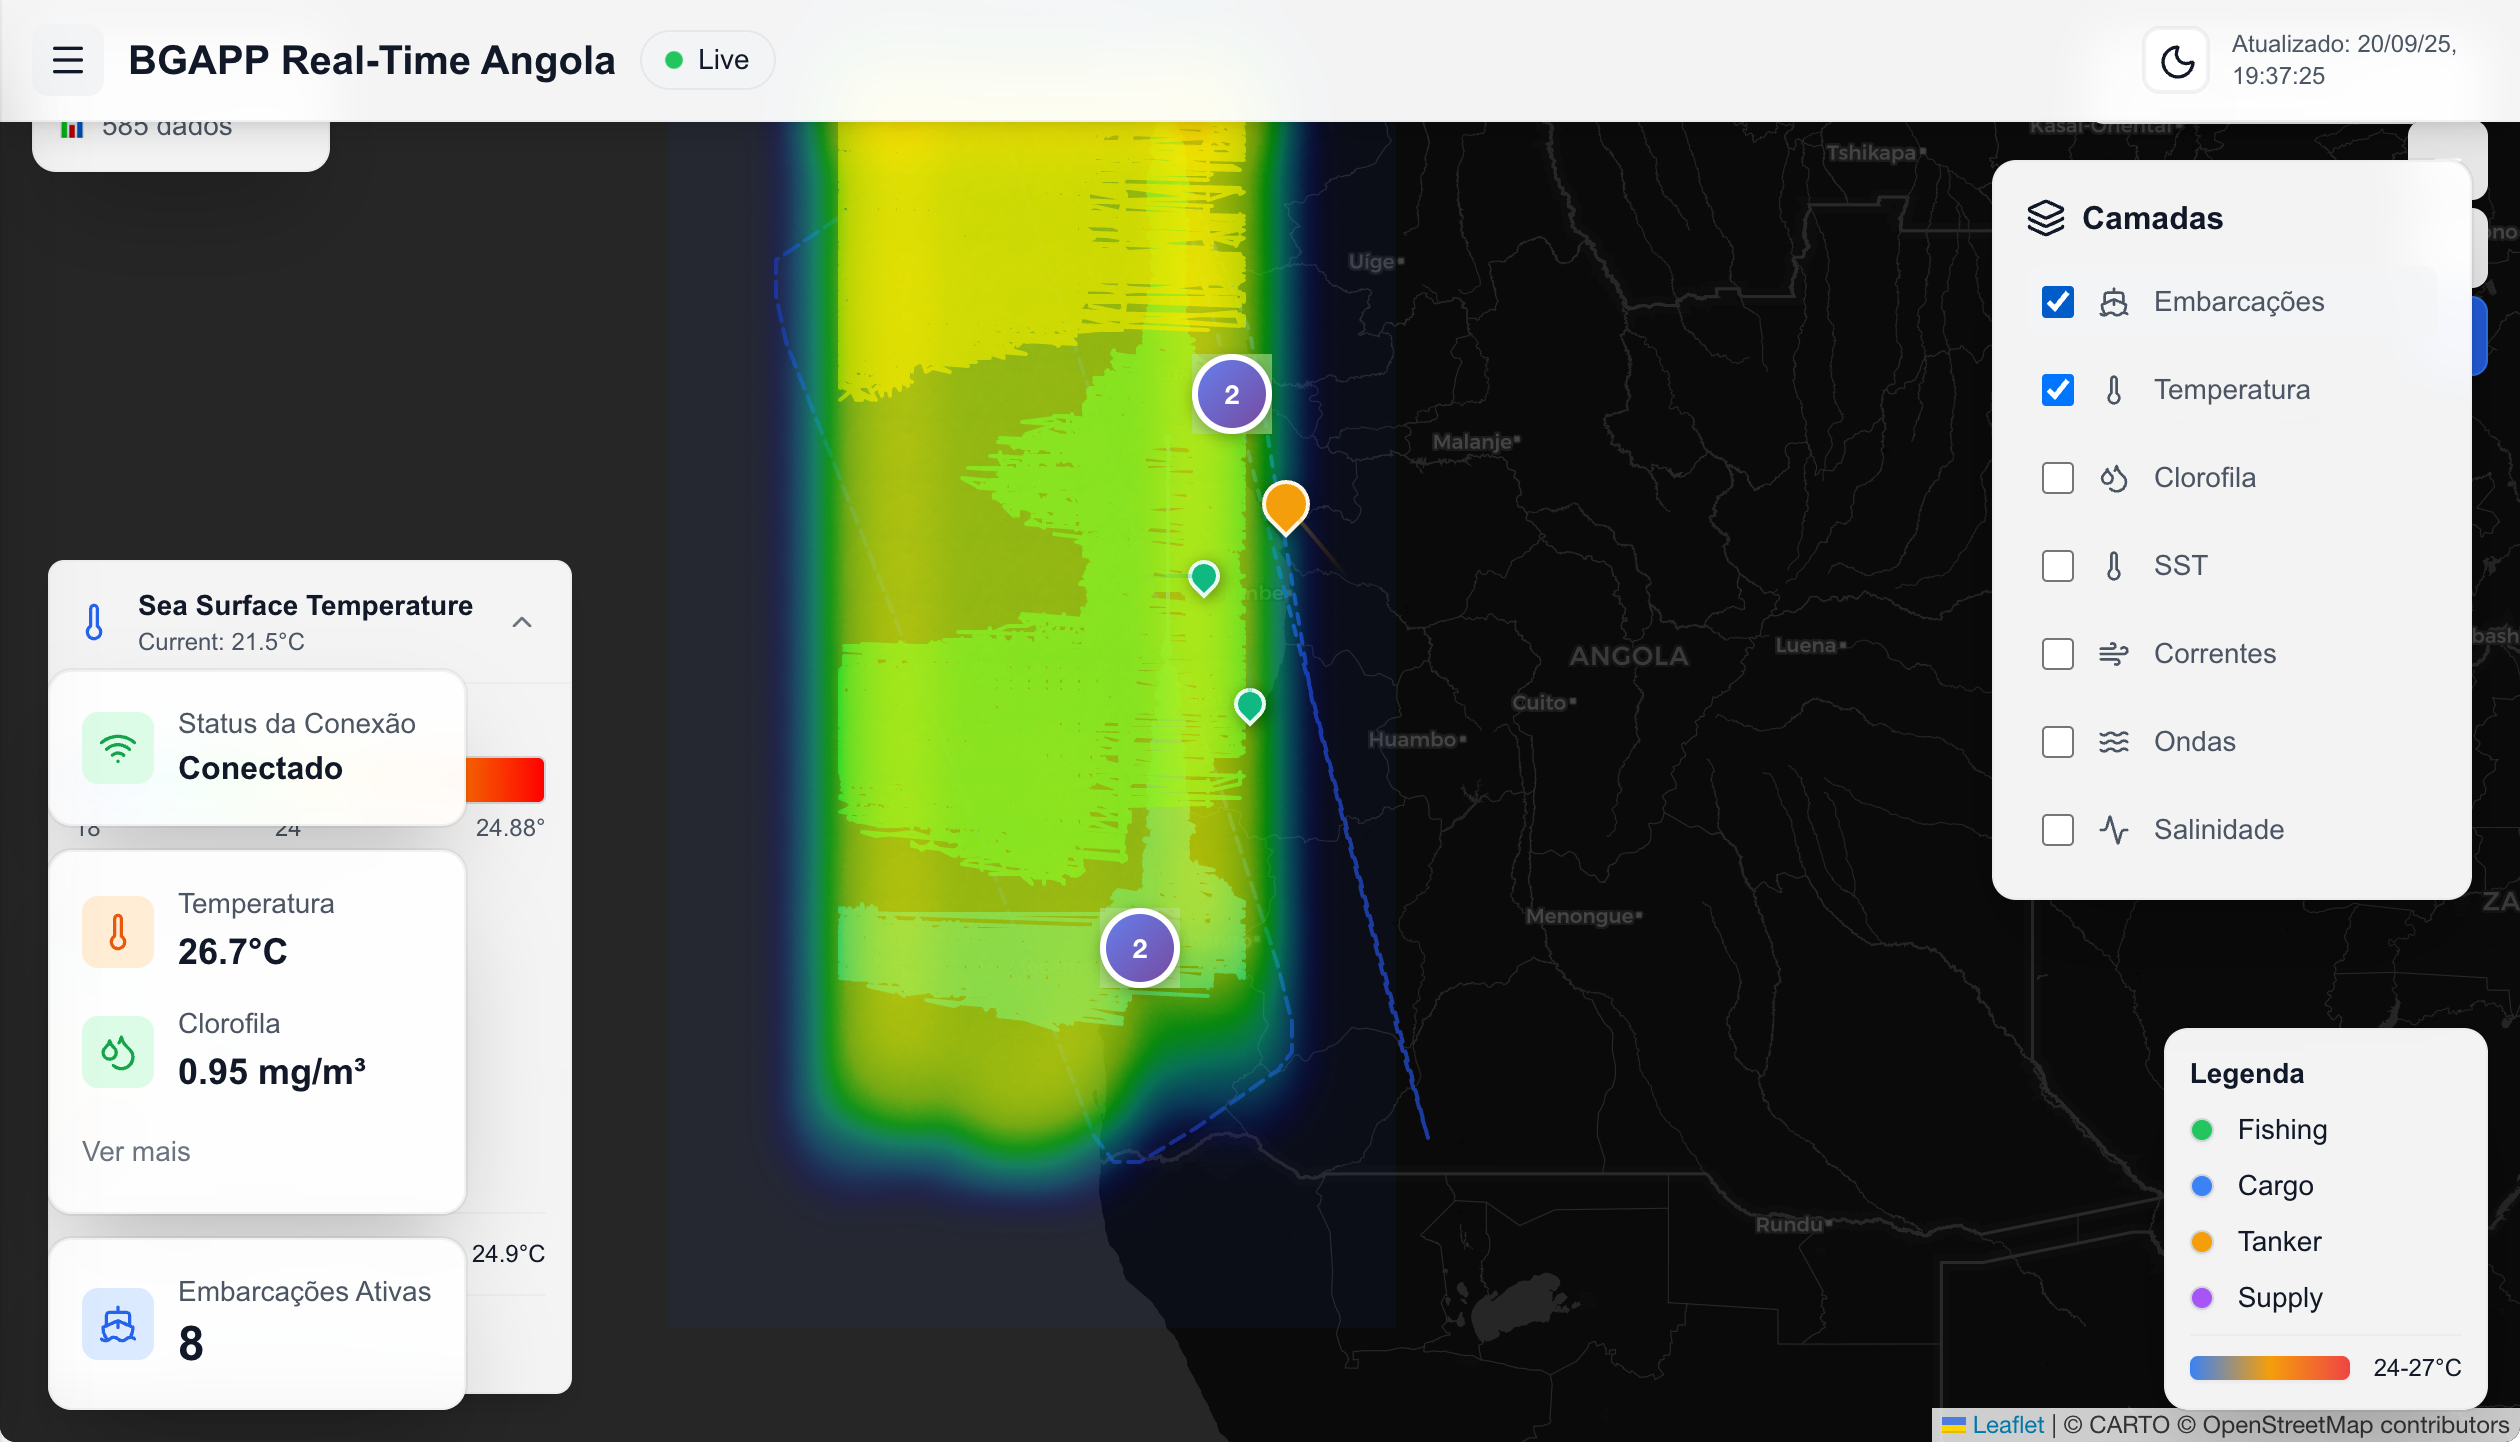 BGAPP Real-Time Angola
Live
Atualizado: 20/09/25,
19:37:25
585 dados
Kasaï-Oriental
Tshikapa
Uíge
Malanje
ANGOLA
Luena
Cuito
Huambo
Menongue
Rundu
ZA
2
2
Camadas
Embarcações
Temperatura
Clorofila
SST
Correntes
Ondas
Salinidade
Sea Surface Temperature
Current: 21.5°C
Status da Conexão
Conectado
18 24 24.88°
Temperatura
26.7°C
Clorofila
0.95 mg/m³
Ver mais
24.9°C
Embarcações Ativas
8
Legenda
Fishing
Cargo
Tanker
Supply
24-27°C
Leaflet | © CARTO © OpenStreetMap contributors